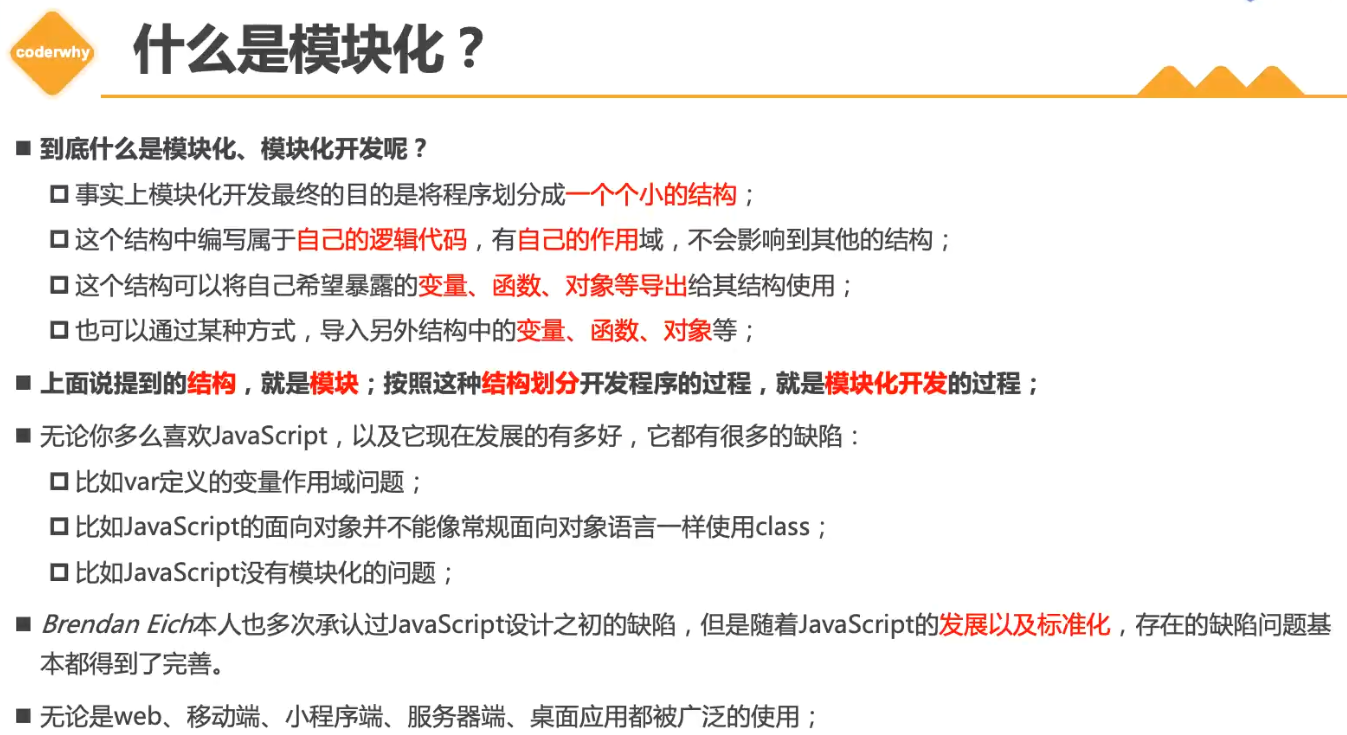 coderwhy
什么是模块化？
到底什么是模块化、模块化开发呢？
事实上模块化开发最终的目的是将程序划分成一个个小的结构；
这个结构中编写属于自己的逻辑代码，有自己的作用域，不会影响到其他的结构；
这个结构可以将自己希望暴露的变量、函数、对象等导出给其结构使用；
也可以通过某种方式，导入另外结构中的变量、函数、对象等；
上面说提到的结构，就是模块；按照这种结构划分开发程序的过程，就是模块化开发的过程；
无论你多么喜欢JavaScript，以及它现在发展的有多好，它都有很多的缺陷：
比如var定义的变量作用域问题；
比如JavaScript的面向对象并不能像常规面向对象语言一样使用class；
比如JavaScript没有模块化的问题；
Brendan Eich本人也多次承认过JavaScript设计之初的缺陷，但是随着JavaScript的发展以及标准化，存在的缺陷问题基
本都得到了完善。
无论是web、移动端、小程序端、服务器端、桌面应用都被广泛的使用；